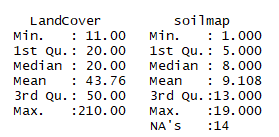 LandCover soilmap
Min. : 11.00 Min. : 1.000
1st Qu.: 20.00 1st Qu.: 5.000
Median : 20.00 Median : 8.000
Mean : 43.76 Mean : 9.108
3rd Qu.: 50.00 3rd Qu.:13.000
Max. :210.00 Max. :19.000
NA's :14